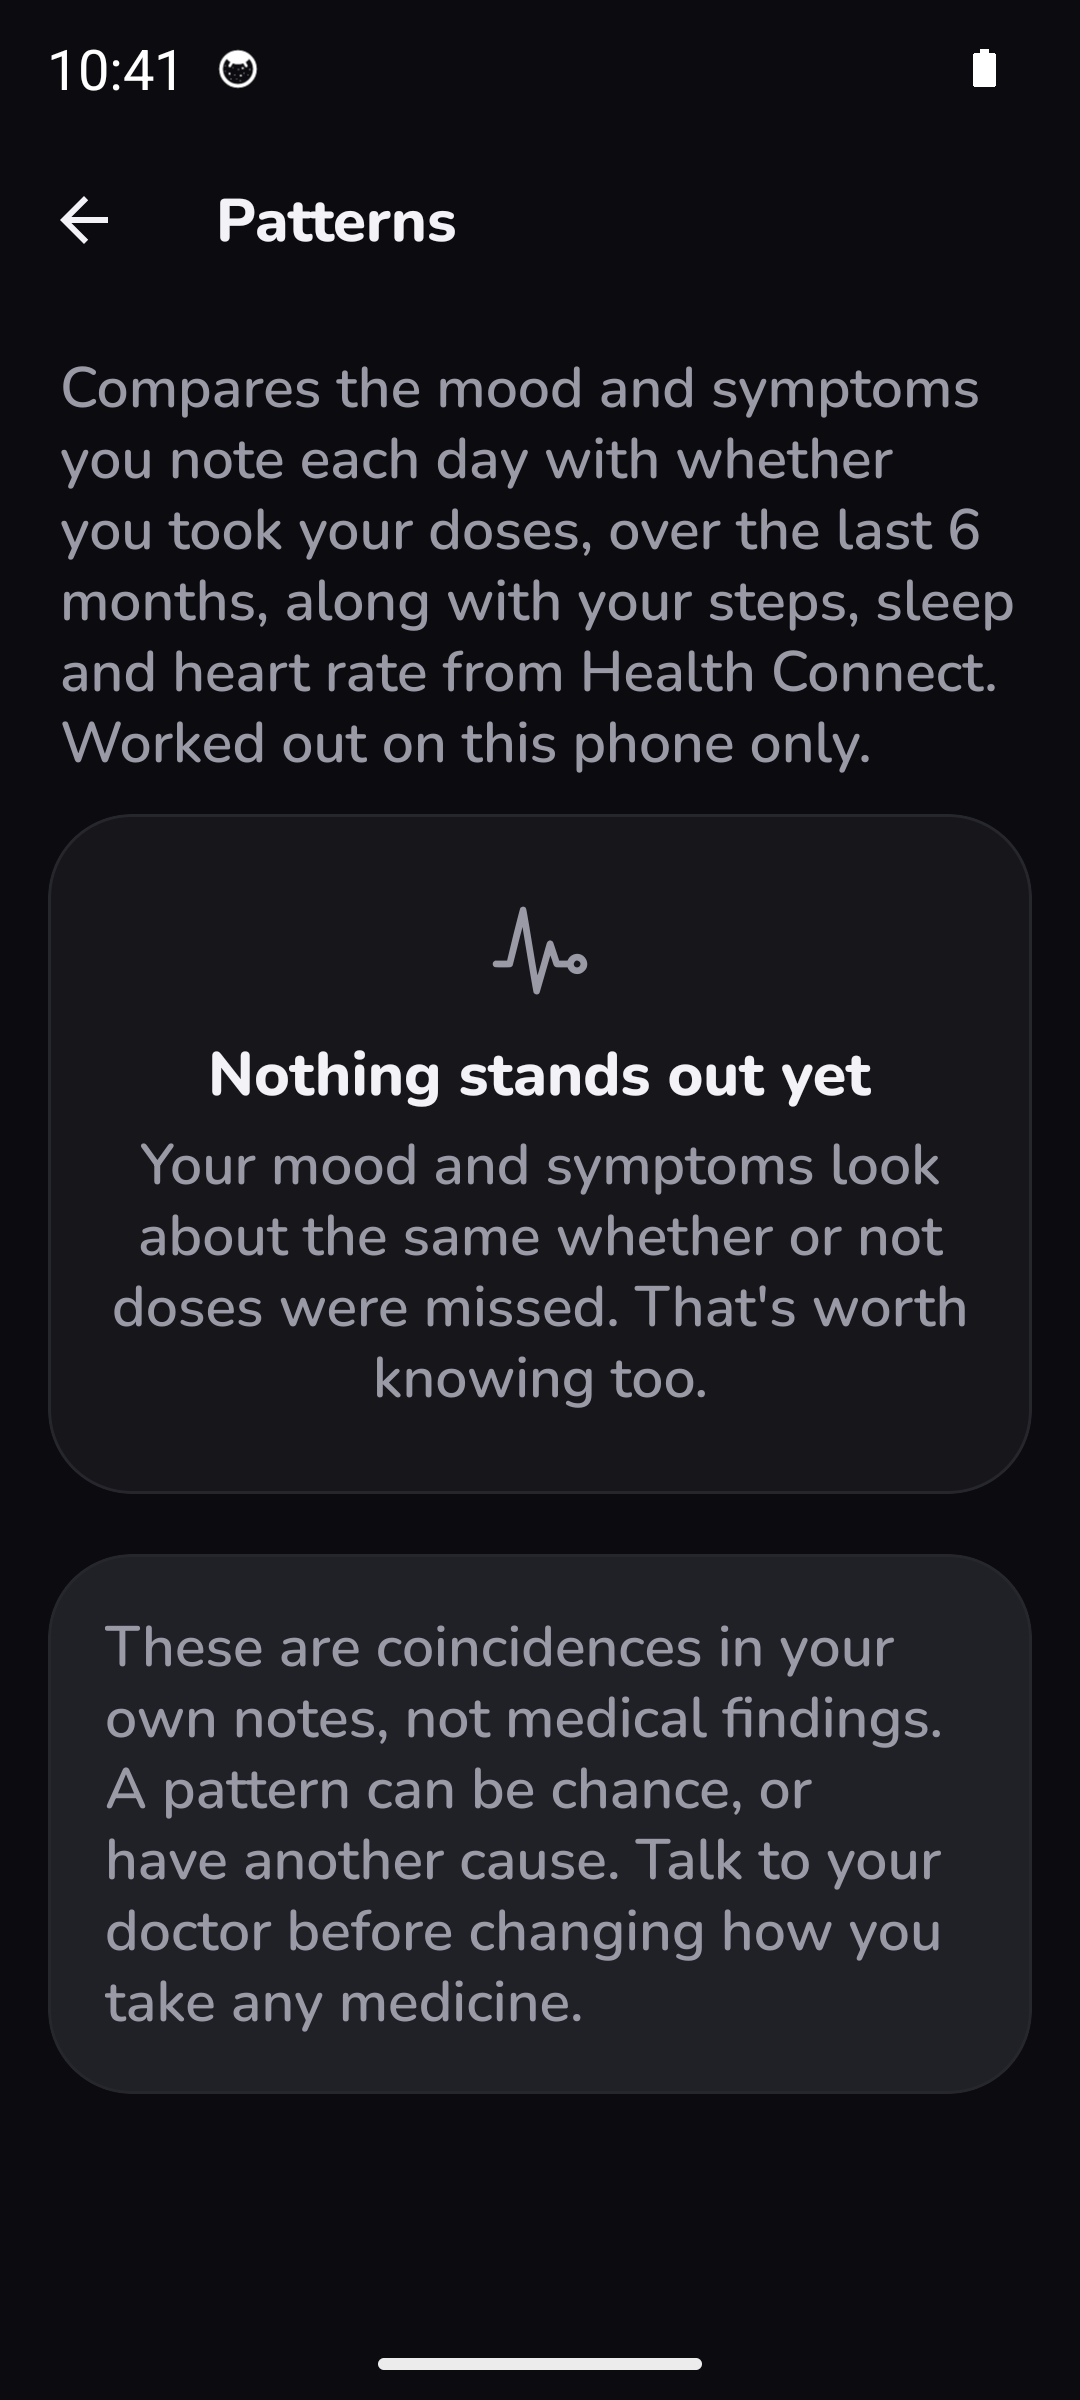 10:41
Patterns
Compares the mood and symptoms
you note each day with whether
you took your doses, over the last 6
months, along with your steps, sleep
and heart rate from Health Connect.
Worked out on this phone only.
Nothing stands out yet
Your mood and symptoms look
about the same whether or not
doses were missed. That's worth
knowing too.
These are coincidences in your
own notes, not medical findings.
A pattern can be chance, or
have another cause. Talk to your
doctor before changing how you
take any medicine.